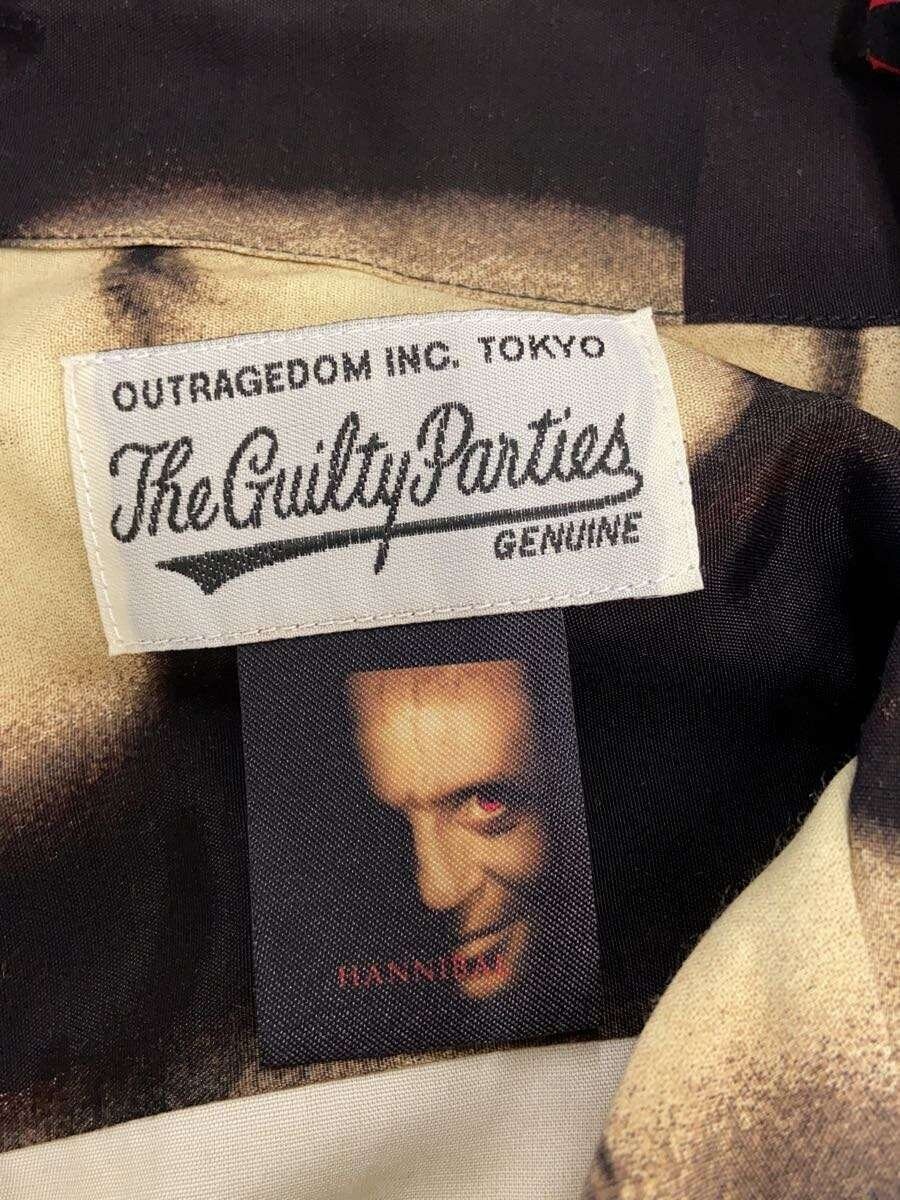 OUTRAGEDOM INC. TOKYO
The Guilty Parties
GENUINE
HANNIBAL